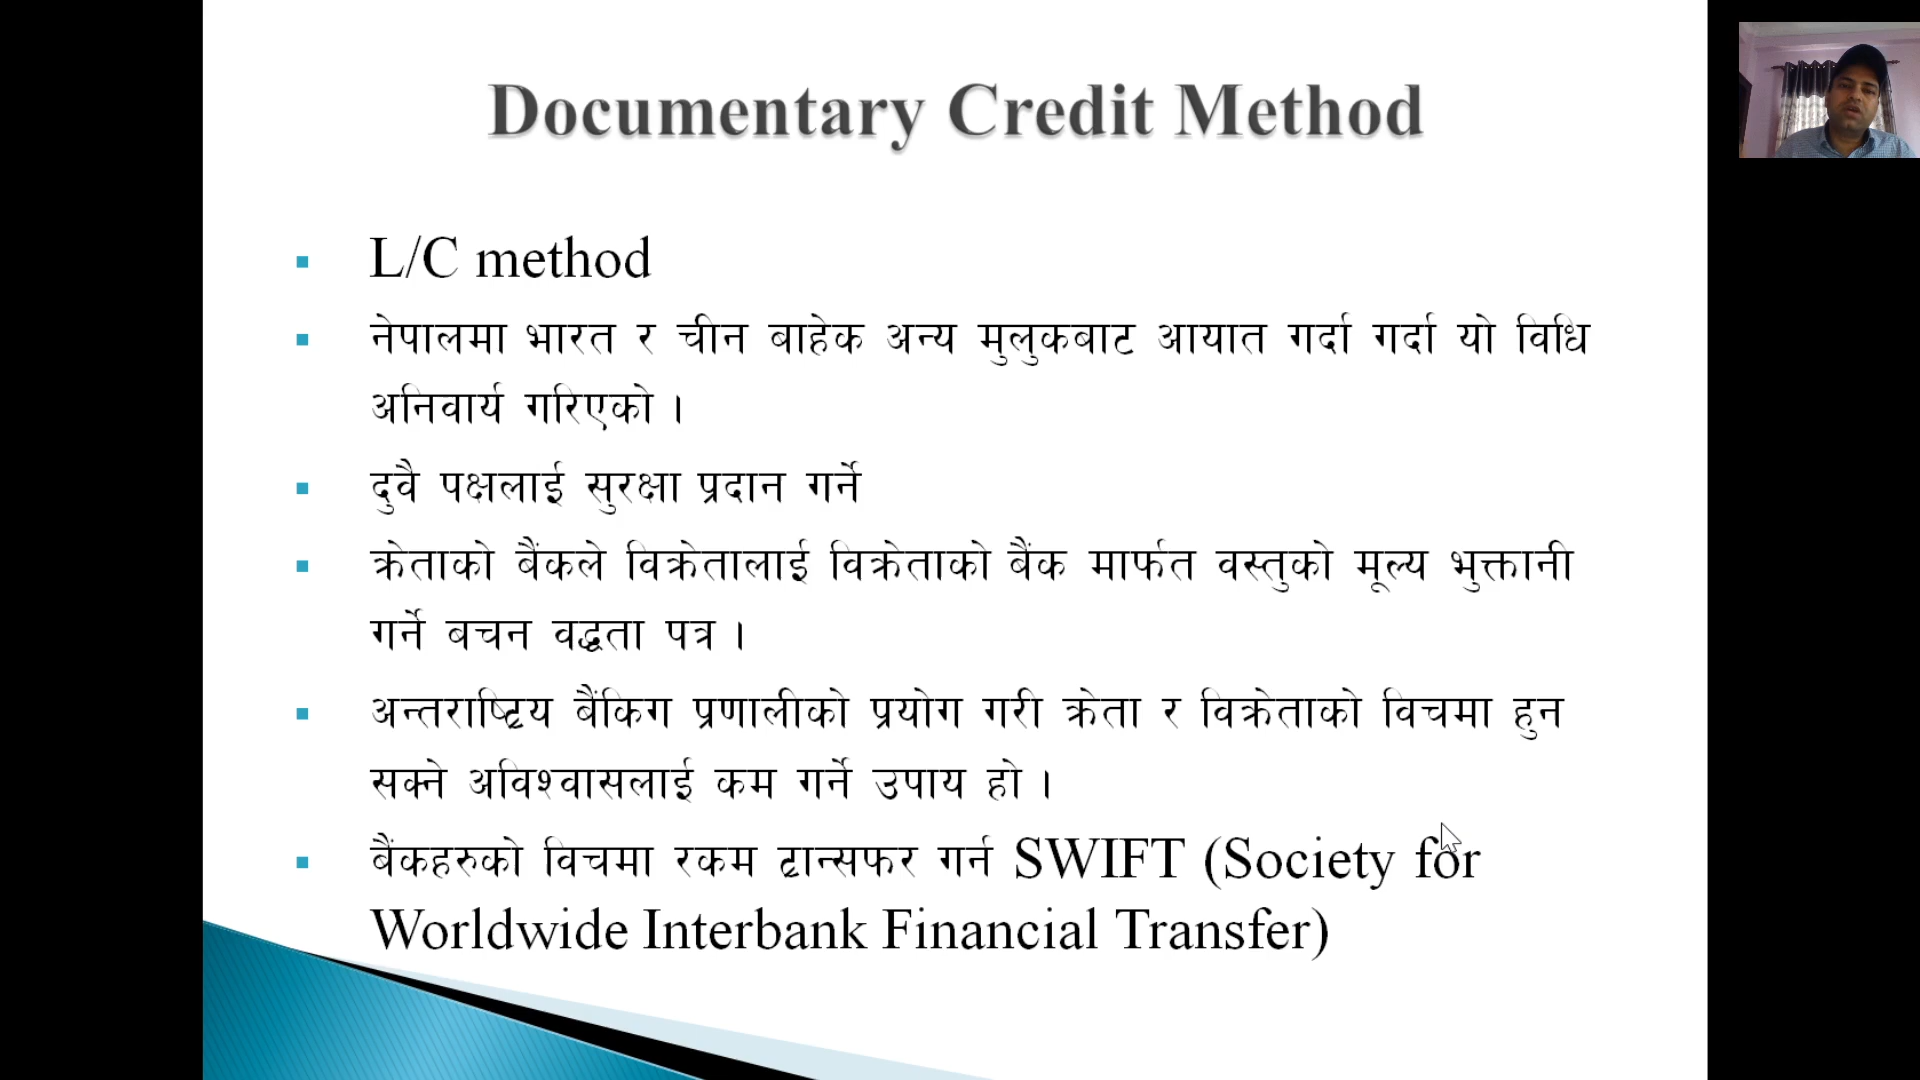 Documentary Credit Method
L/C method
नेपालमा भारत र चीन बाहेक अन्य मुलुकबाट आयात गर्दा गर्दा यो विधि
अनिवार्य गरिएको ।
दुवै पक्षलाई सुरक्षा प्रदान गर्ने
क्रेताको बैंकले विक्रेतालाई विक्रेताको बैंक मार्फत वस्तुको मूल्य भुक्तानी
गर्ने बचन वद्धता पत्र ।
अन्तराष्ट्रिय बैंकिग प्रणालीको प्रयोग गरी क्रेता र विक्रेताको विचमा हुन
सक्ने अविश्वासलाई कम गर्ने उपाय हो ।
बैंकहरुको विचमा रकम ट्रान्सफर गर्न SWIFT (Society for
Worldwide Interbank Financial Transfer)